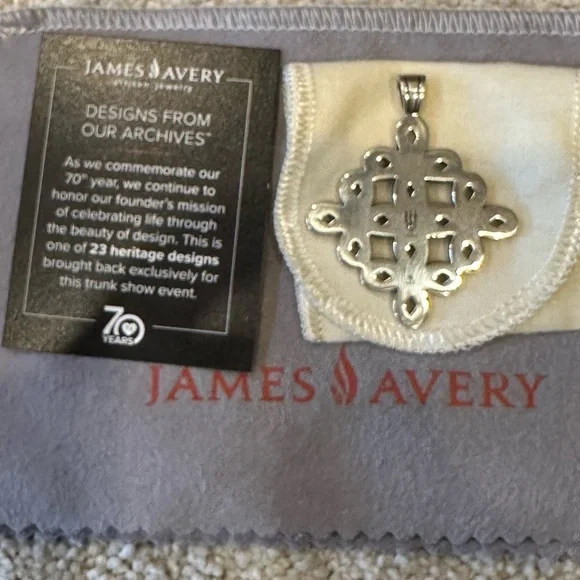 JAMES AVERY
artisan jewelry
DESIGNS FROM
OUR ARCHIVES™
As we commemorate our
70th year, we continue to
honor our founder's mission
of celebrating life through
the beauty of design. This is
one of 23 heritage designs
brought back exclusively for
this trunk show event.
70
YEARS
JAMES AVERY